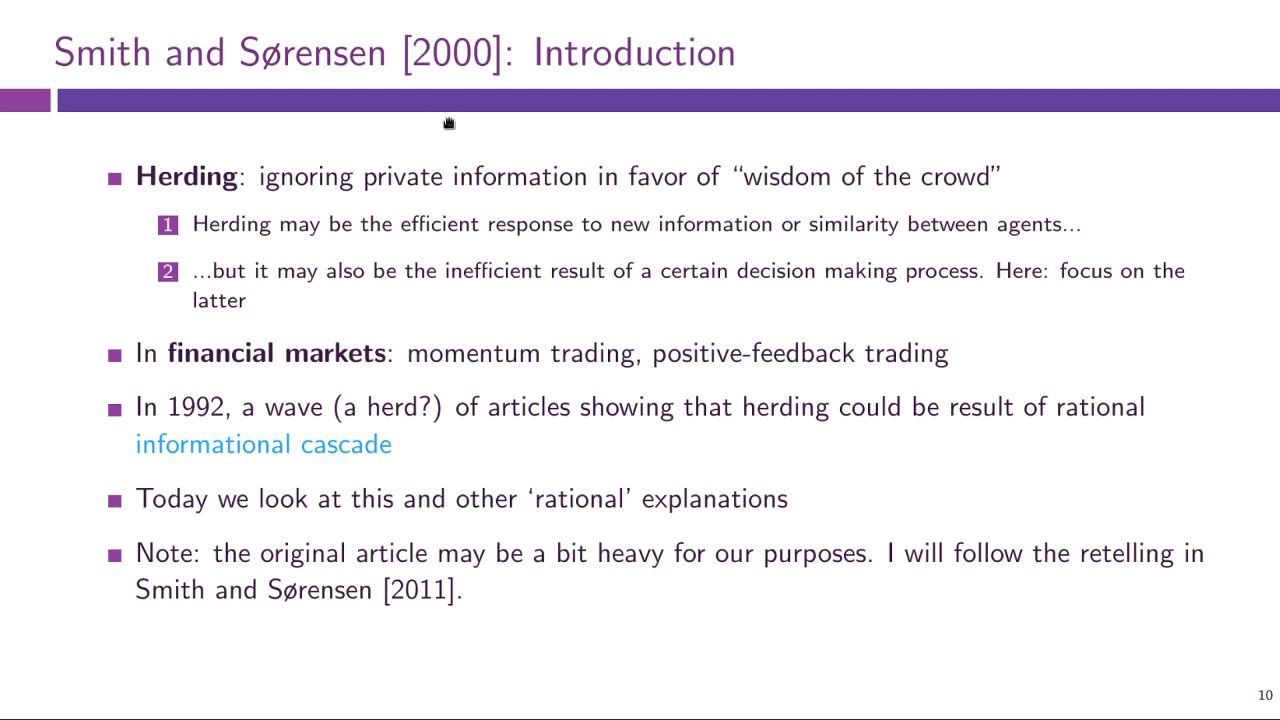 Smith and Sørensen [2000]: Introduction
Herding: ignoring private information in favor of “wisdom of the crowd”
1 Herding may be the efficient response to new information or similarity between agents...
2 ...but it may also be the inefficient result of a certain decision making process. Here: focus on the
latter
In financial markets: momentum trading, positive-feedback trading
In 1992, a wave (a herd?) of articles showing that herding could be result of rational
informational cascade
Today we look at this and other ‘rational’ explanations
Note: the original article may be a bit heavy for our purposes. I will follow the retelling in
Smith and Sørensen [2011].
10